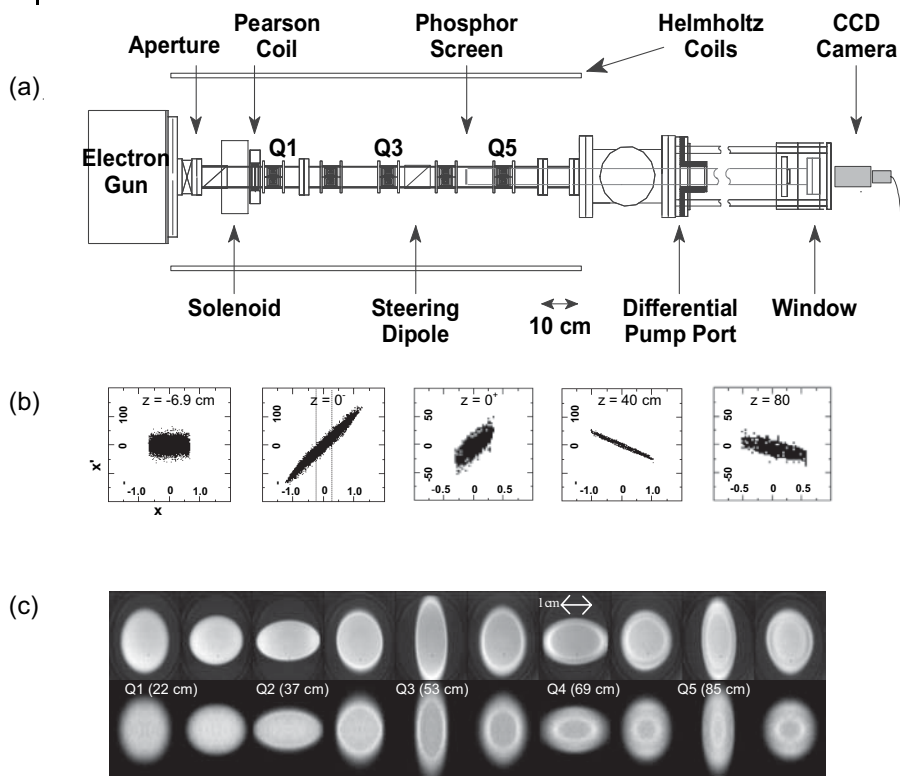 Pearson Coil
Phosphor Screen
Helmholtz Coils
CCD Camera
Aperture
(a)
Q1
Q3
Q5
Electron Gun
Solenoid
Steering Dipole
10 cm
Differential Pump Port
Window
(b)
z = -6.9 cm
z = 0-
z = 0+
z = 40 cm
z = 80
x'
100
0
-
-1.0 0 1.0
x
100
0
-
-1.0 0 1.0
50
0
-50
-0.5 0 0.5
100
0
-
-1.0 0 1.0
50
0
-50
-0.5 0 0.5
(c)
1cm
Q1 (22 cm)
Q2 (37 cm)
Q3 (53 cm)
Q4 (69 cm)
Q5 (85 cm)